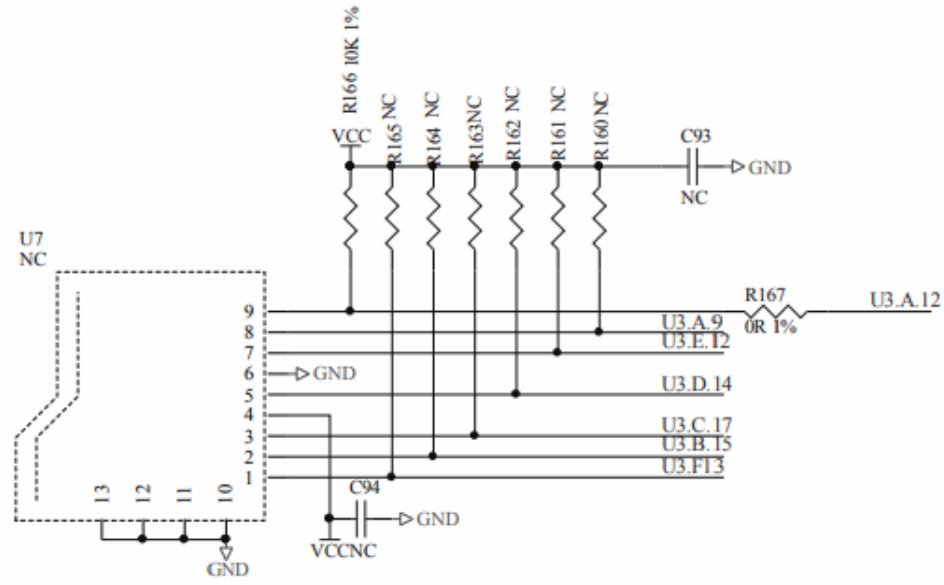 R166 10K 1%
R165 NC
R164 NC
R163NC
R162 NC
R161 NC
R160 NC
VCC
C93
GND
NC
U7
NC
R167
U3.A.12
0R 1%
9
U3.A.9
8
U3.E.12
7
6
GND
U3.D.14
5
4
U3.C.17
3
U3.B.15
2
U3.F13
1
C94
13
12
11
10
GND
VCCNC
GND